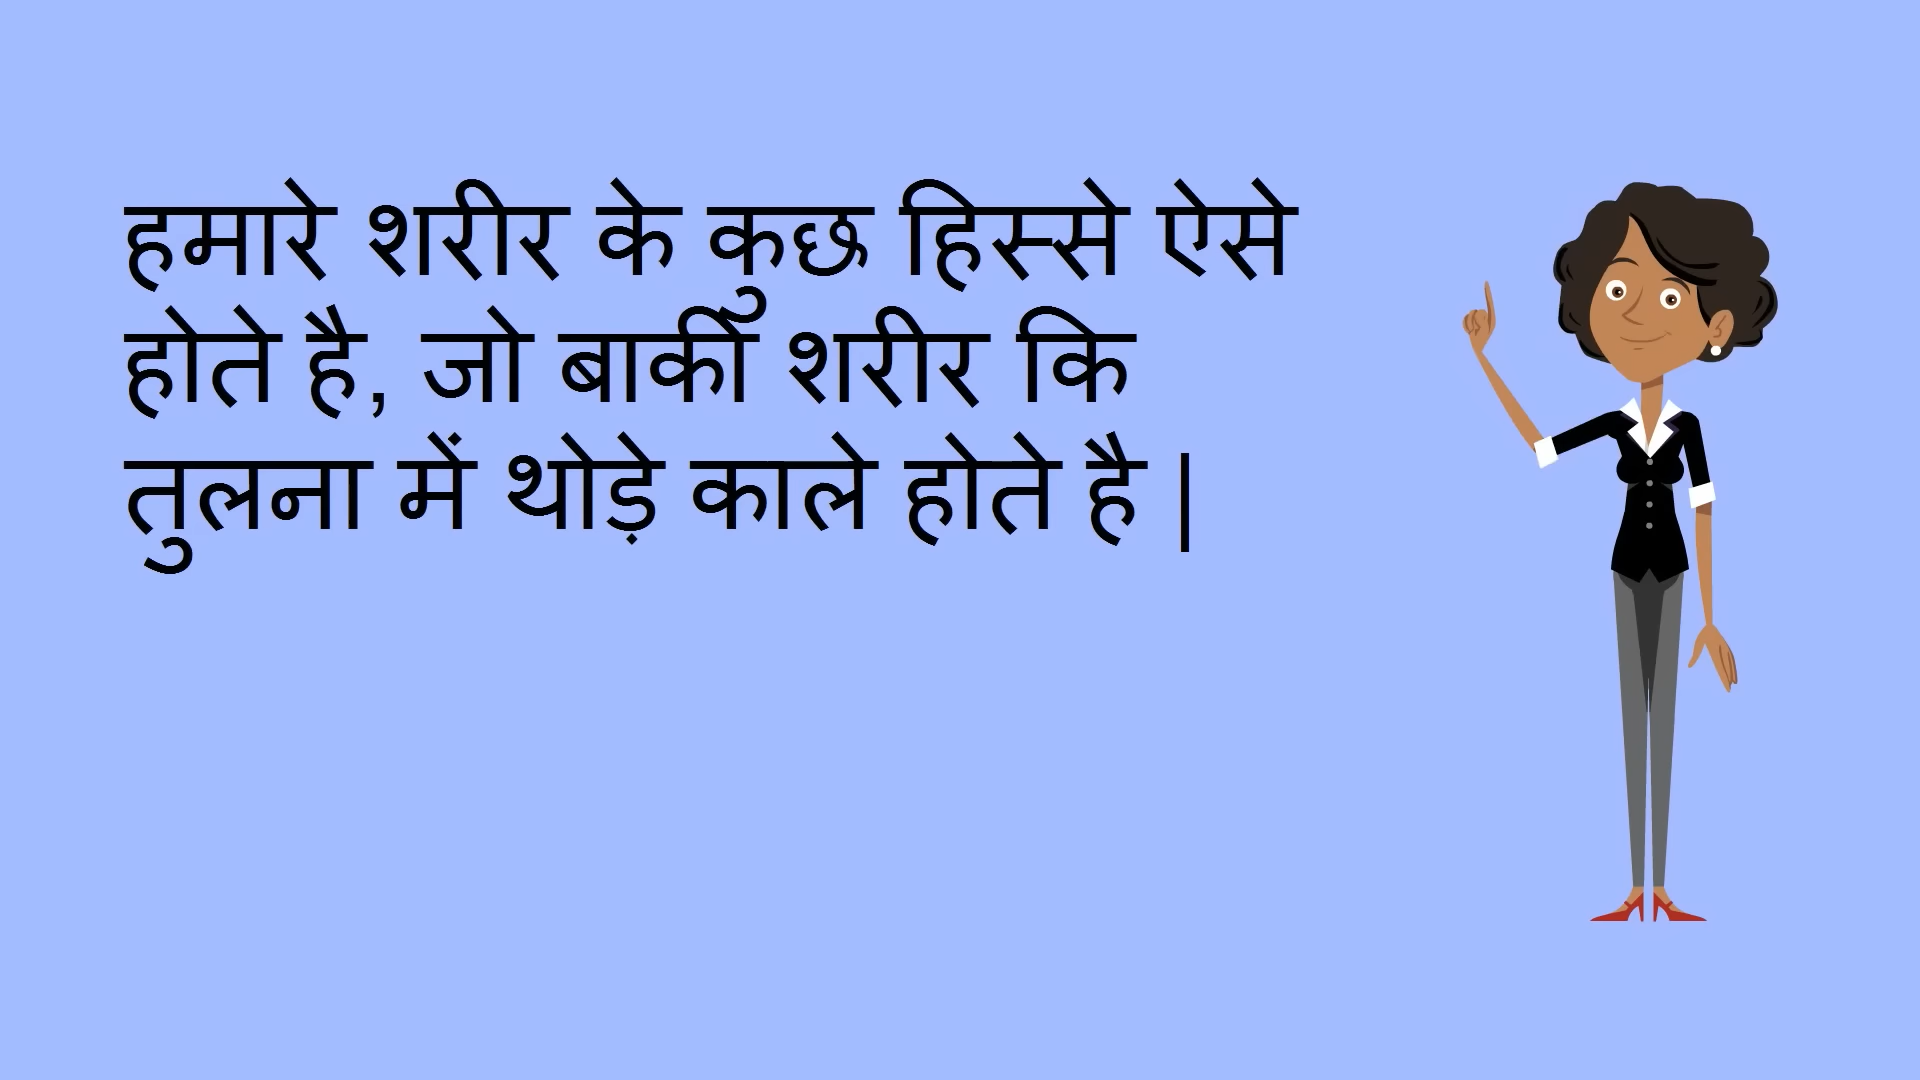 हमारे शरीर के कुछ हिस्से ऐसे
होते है, जो बाकी शरीर कि
तुलना में थोड़े काले होते है |